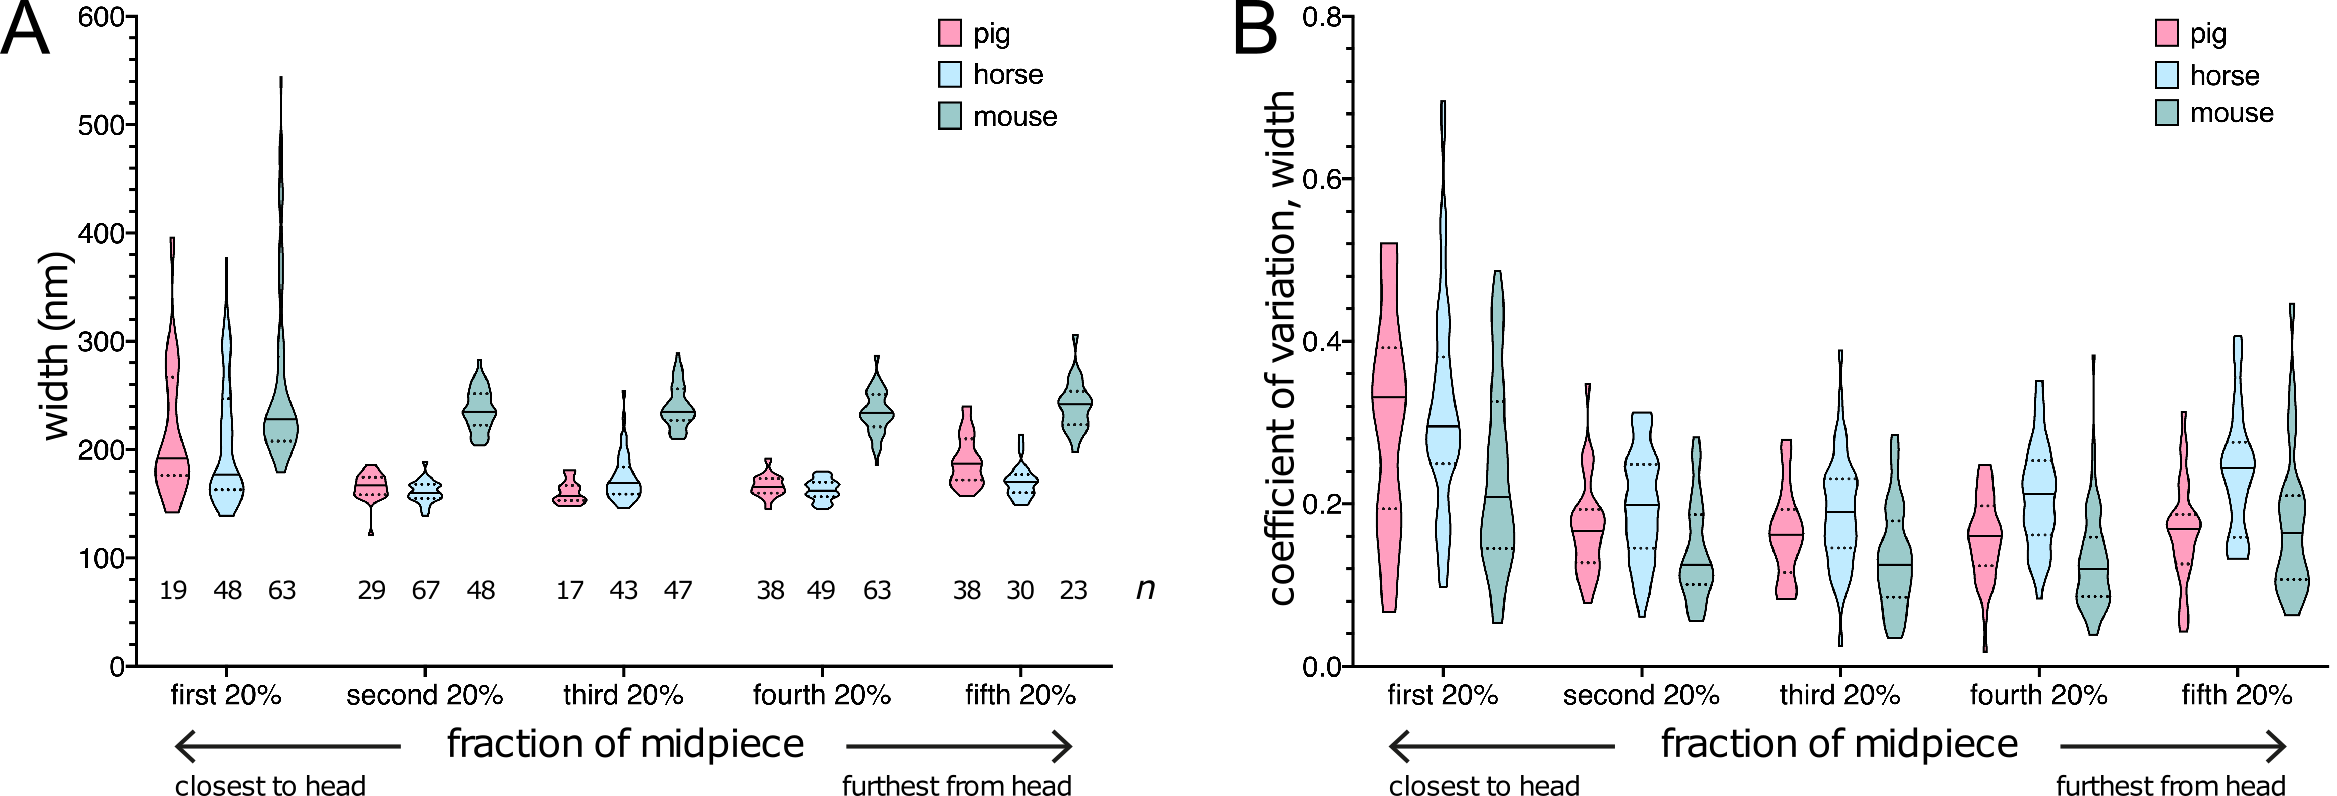 A
600
500
400
300
200
100
0
width (nm)
pig
horse
mouse
19 48 63 29 67 48 17 43 47 38 49 63 38 30 23 n
first 20% second 20% third 20% fourth 20% fifth 20%
fraction of midpiece
closest to head furthest from head
B
0.8
0.6
0.4
0.2
0.0
coefficient of variation, width
pig
horse
mouse
first 20% second 20% third 20% fourth 20% fifth 20%
fraction of midpiece
closest to head furthest from head